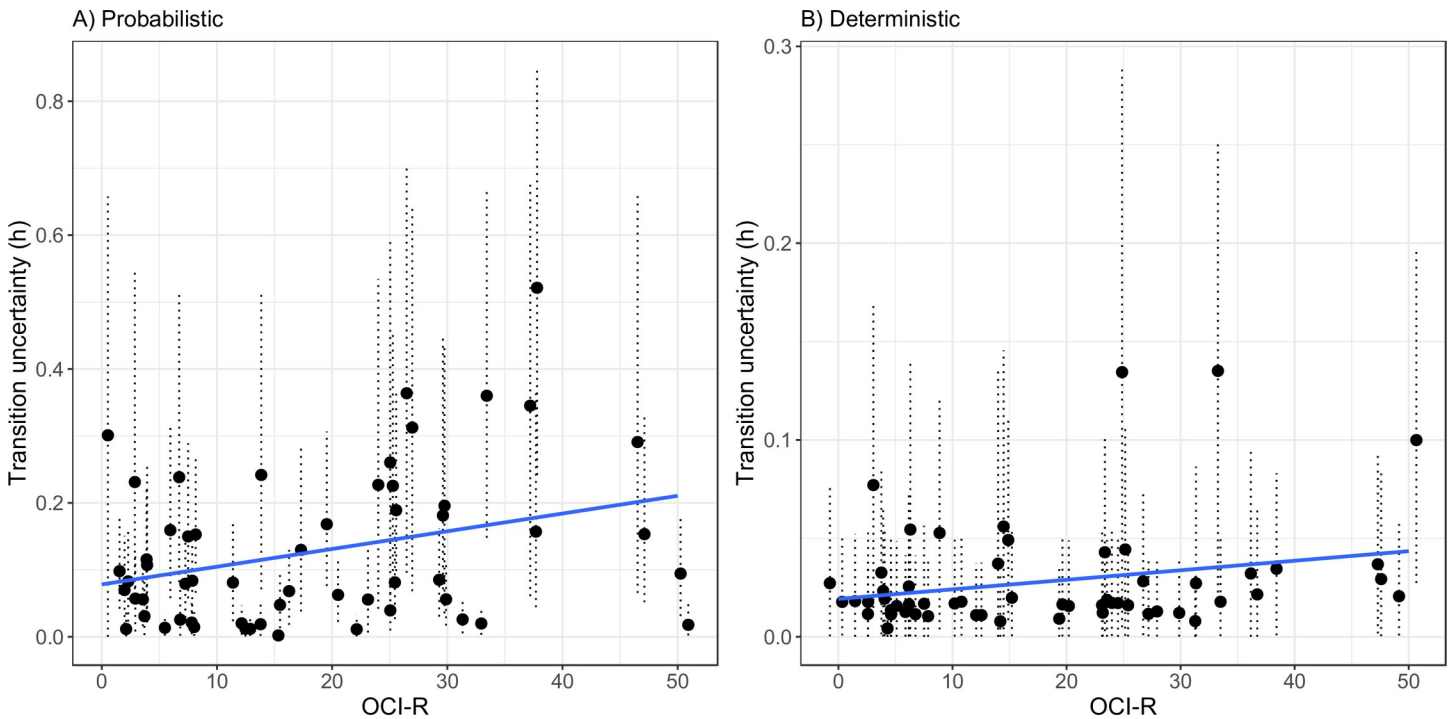 A) Probabilistic
Transition uncertainty (h)
0.8
0.6
0.4
0.2
0.0
0 10 20 30 40 50
OCI-R
B) Deterministic
Transition uncertainty (h)
0.3
0.2
0.1
0.0
0 10 20 30 40 50
OCI-R